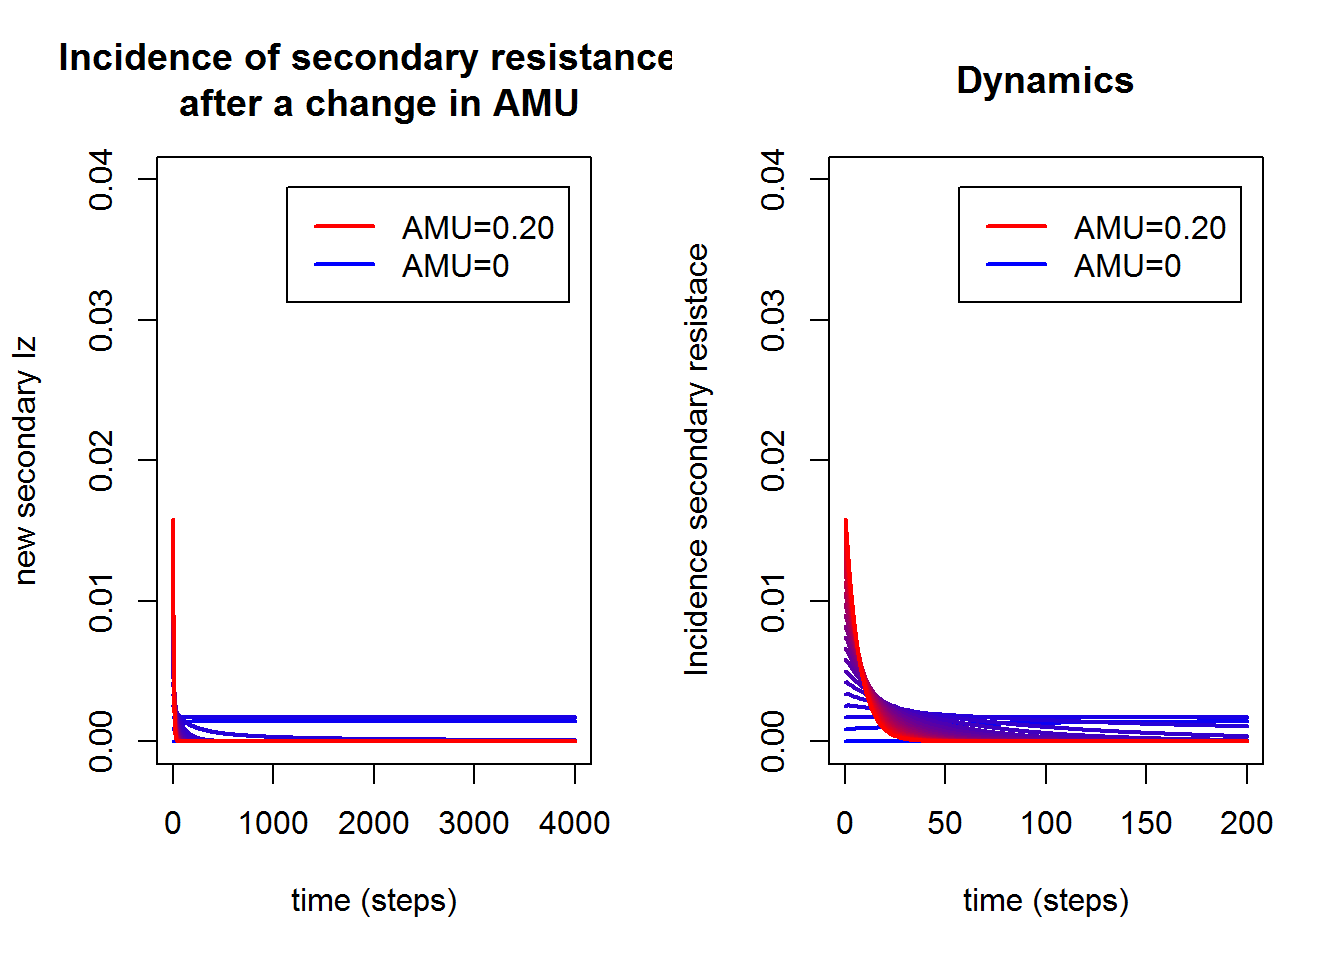 Incidence of secondary resistance
after a change in AMU
new secondary Iz
0.00
0.01
0.02
0.03
0.04
AMU=0.20
AMU=0
0
1000
2000
3000
4000
time (steps)
Dynamics
Incidence secondary resistace
0.00
0.01
0.02
0.03
0.04
AMU=0.20
AMU=0
0
50
100
150
200
time (steps)